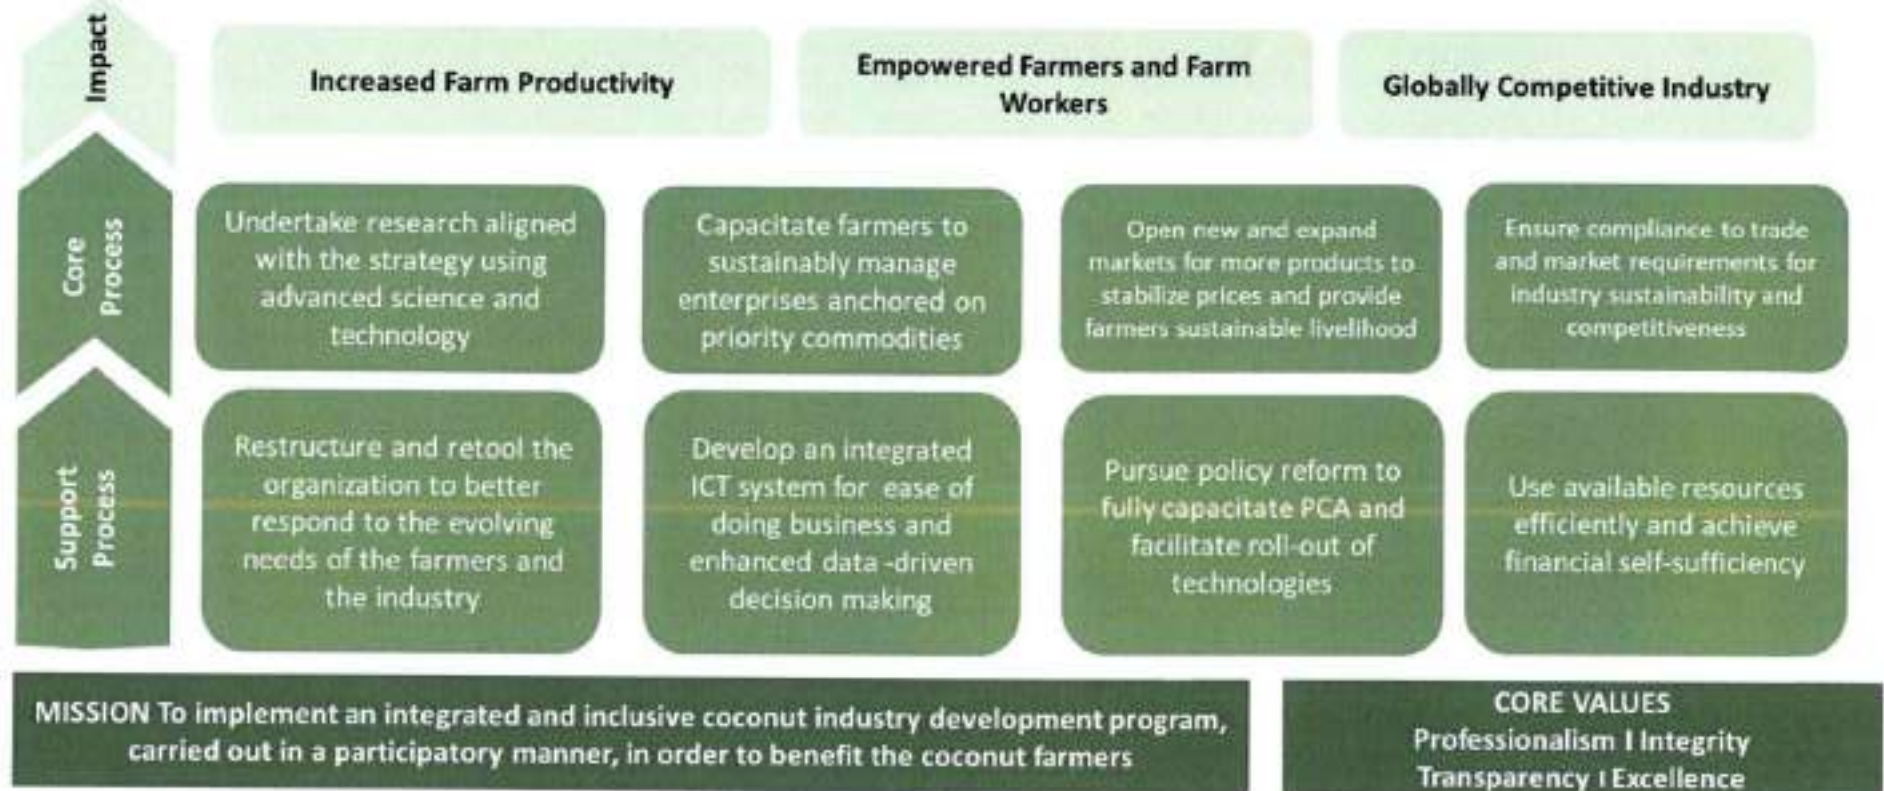 Impact
Increased Farm Productivity
Empowered Farmers and Farm
Workers
Globally Competitive Industry
Core
Process
Undertake research aligned
with the strategy using
advanced science and
technology
Capacitate farmers to
sustainably manage
enterprises anchored on
priority commodities
Open new and expand
markets for more products to
stabilize prices and provide
farmers sustainable livelihood
Ensure compliance to trade
and market requirements for
industry sustainability and
competitiveness
Support
Process
Restructure and retool the
organization to better
respond to the evolving
needs of the farmers and
the industry
Develop an integrated
ICT system for ease of
doing business and
enhanced data -driven
decision making
Pursue policy reform to
fully capacitate PCA and
facilitate roll-out of
technologies
Use available resources
efficiently and achieve
financial self-sufficiency
MISSION To implement an integrated and inclusive coconut industry development program,
carried out in a participatory manner, in order to benefit the coconut farmers
CORE VALUES
Professionalism I Integrity
Transparency I Excellence